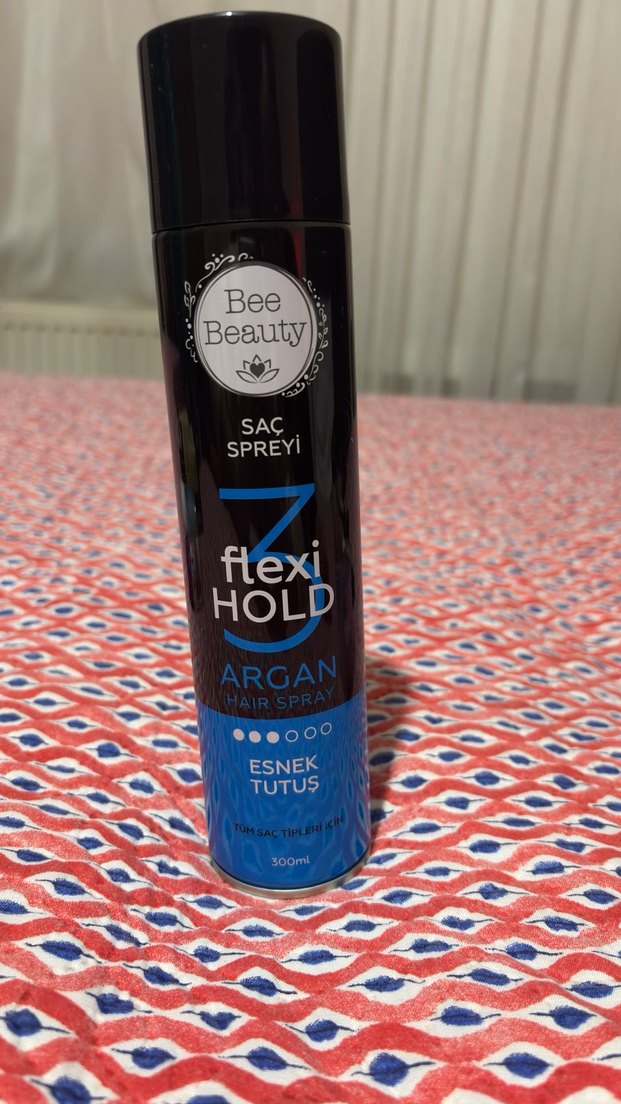 Bee
Beauty
SAÇ
SPREYİ
3
flexi
HOLD
ARGAN
HAIR SPRAY
ESNEK
TUTUŞ
TÜM SAÇ TİPLERİ İÇİN
300ml